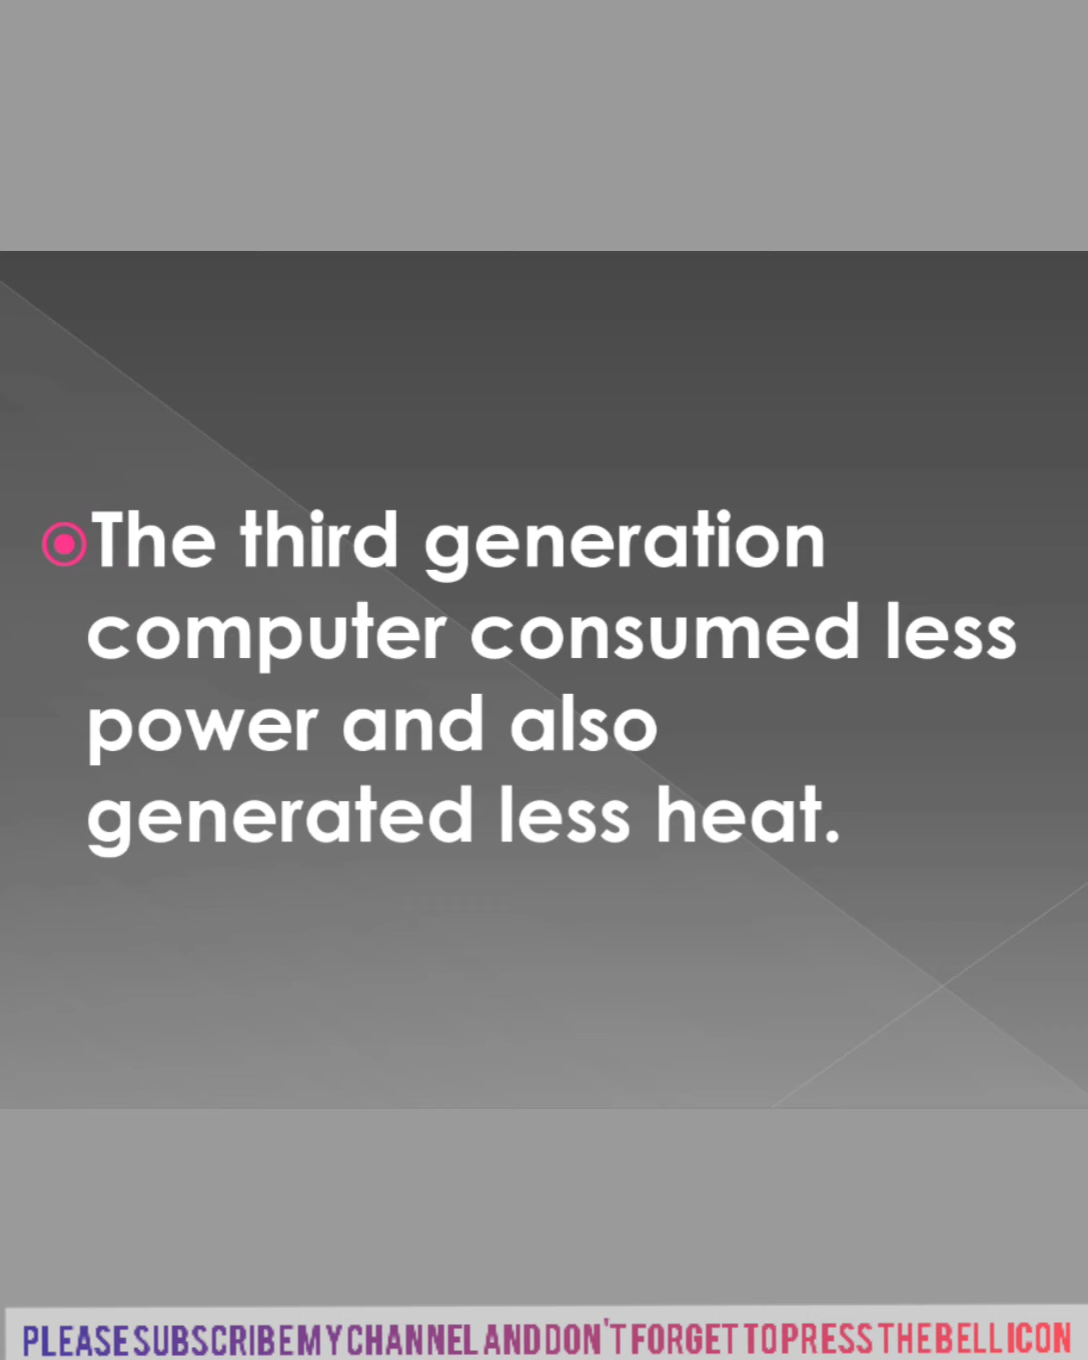 The third generation
computer consumed less
power and also
generated less heat.
PLEASE SUBSCRIBE MY CHANNEL AND DON'T FORGET TO PRESS THE BELL ICON